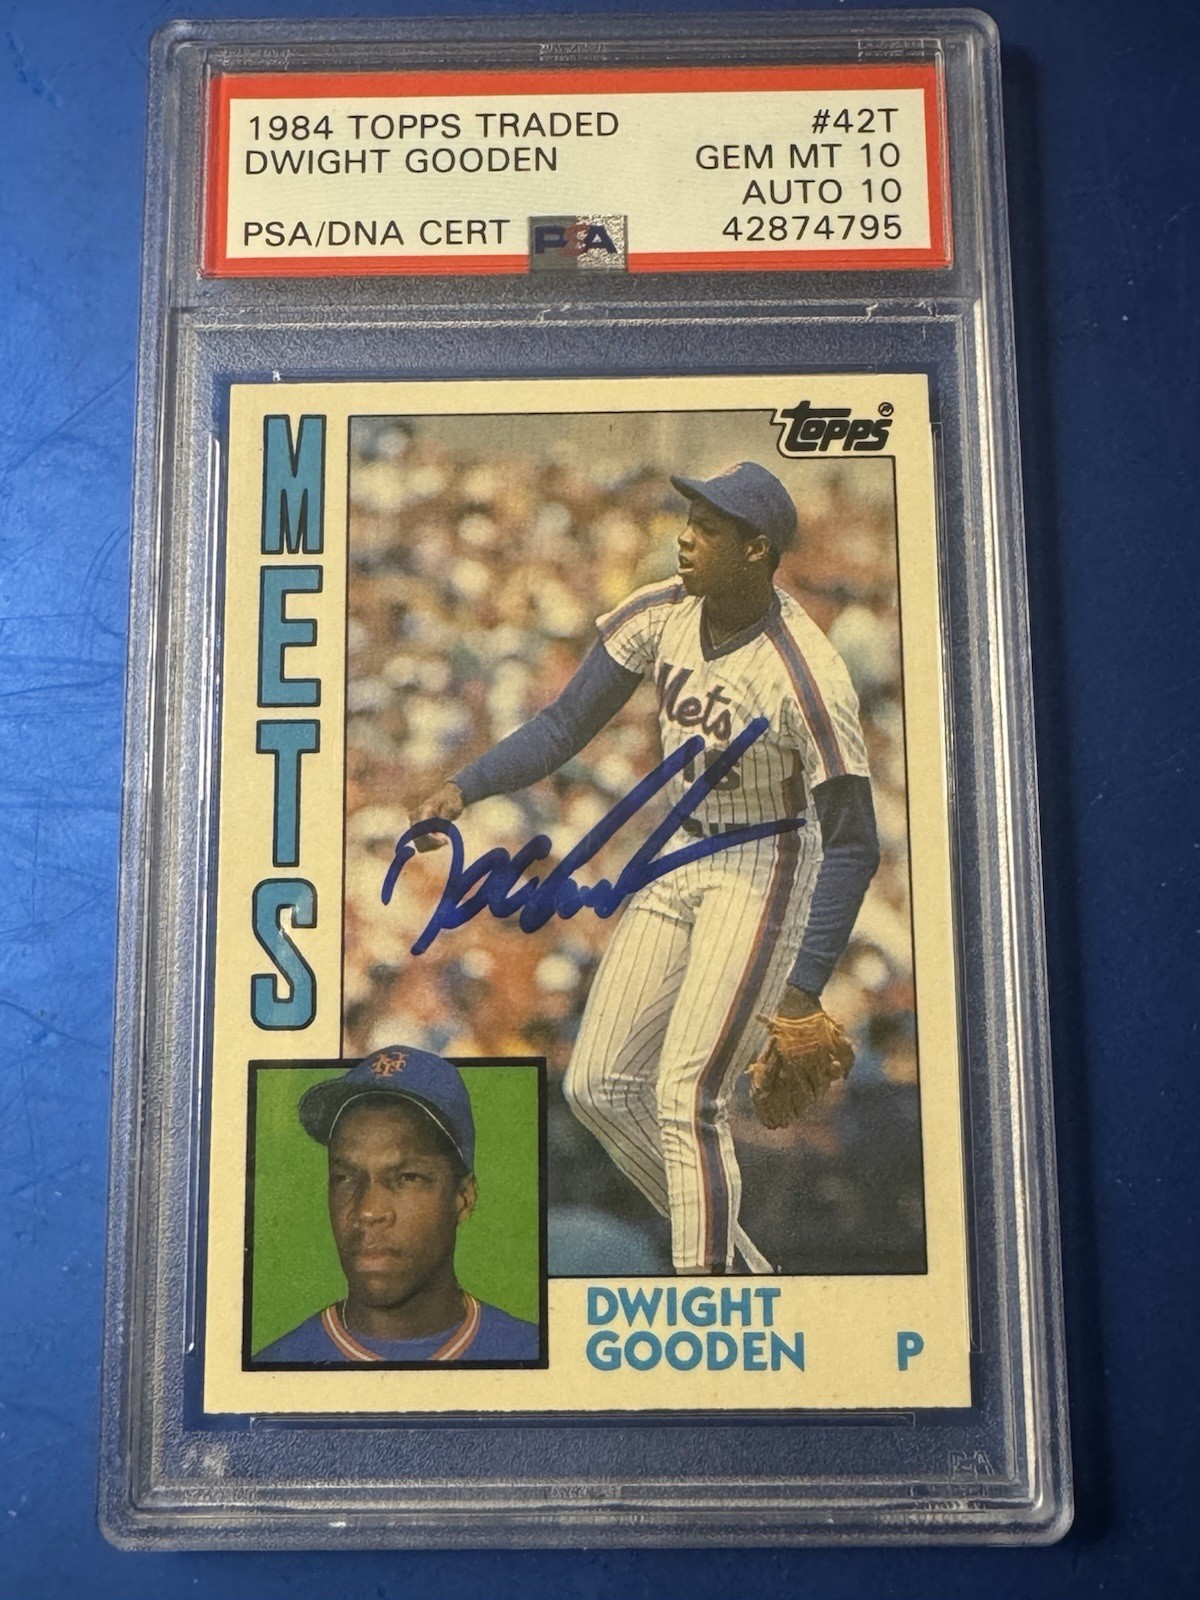 1984 TOPPS TRADED #42T
DWIGHT GOODEN GEM MT 10
AUTO 10
PSA/DNA CERT PSA 42874795
topps
METS
Mets
16
DWIGHT
GOODEN P